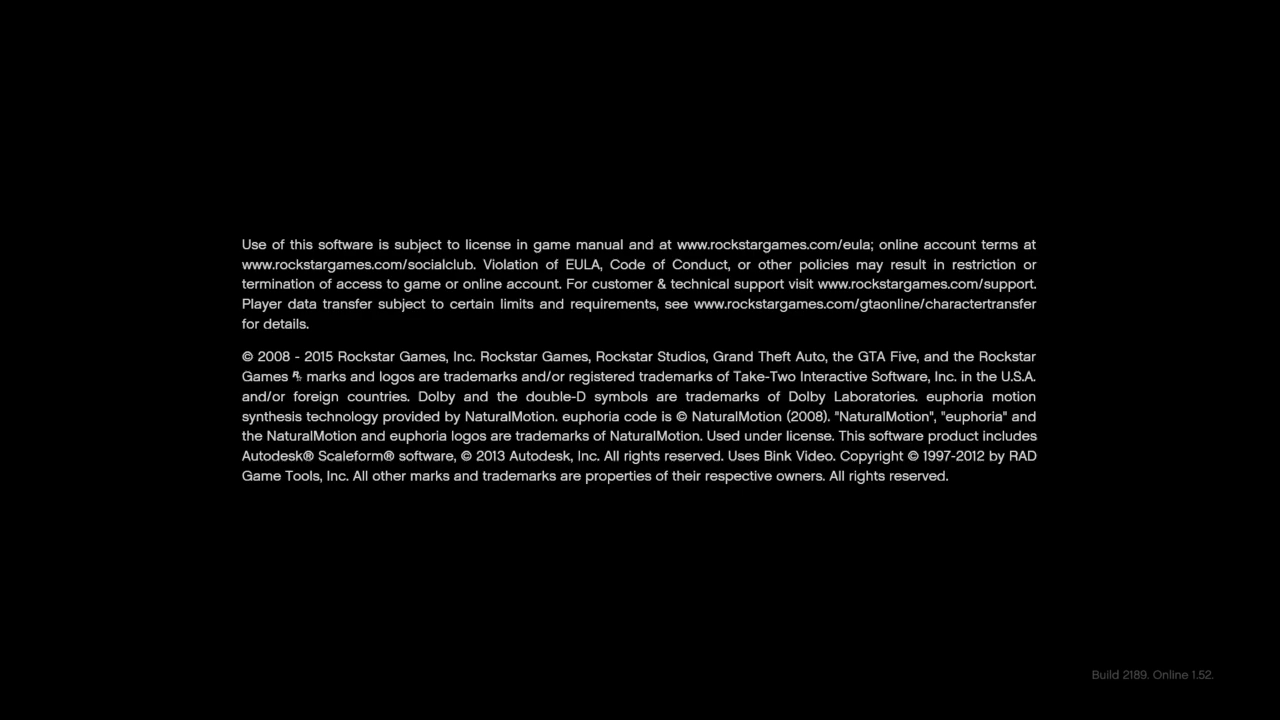 Use of this software is subject to license in game manual and at www.rockstargames.com/eula; online account terms at
www.rockstargames.com/socialclub. Violation of EULA, Code of Conduct, or other policies may result in restriction or
termination of access to game or online account. For customer & technical support visit www.rockstargames.com/support.
Player data transfer subject to certain limits and requirements, see www.rockstargames.com/gtaonline/charactertransfer
for details.
© 2008 - 2015 Rockstar Games, Inc. Rockstar Games, Rockstar Studios, Grand Theft Auto, the GTA Five, and the Rockstar
Games R* marks and logos are trademarks and/or registered trademarks of Take-Two Interactive Software, Inc. in the U.S.A.
and/or foreign countries. Dolby and the double-D symbols are trademarks of Dolby Laboratories. euphoria motion
synthesis technology provided by NaturalMotion. euphoria code is © NaturalMotion (2008). "NaturalMotion", "euphoria" and
the NaturalMotion and euphoria logos are trademarks of NaturalMotion. Used under license. This software product includes
Autodesk® Scaleform® software, © 2013 Autodesk, Inc. All rights reserved. Uses Bink Video. Copyright © 1997-2012 by RAD
Game Tools, Inc. All other marks and trademarks are properties of their respective owners. All rights reserved.
Build 2189. Online 1.52.